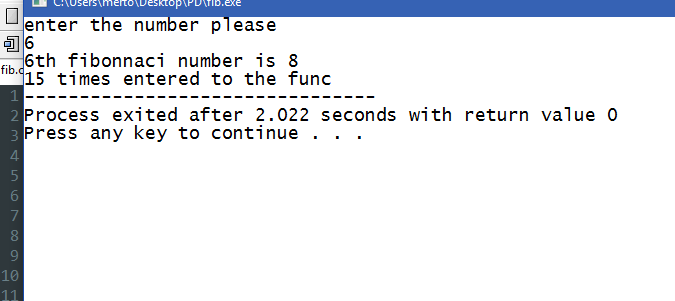 C:\Users\merto\Desktop\PD\fib.exe
enter the number please
6
6th fibonnaci number is 8
15 times entered to the func
--------------------------------
Process exited after 2.022 seconds with return value 0
Press any key to continue . . .
fib.c
1
2
3
4
5
6
7
8
9
10
11